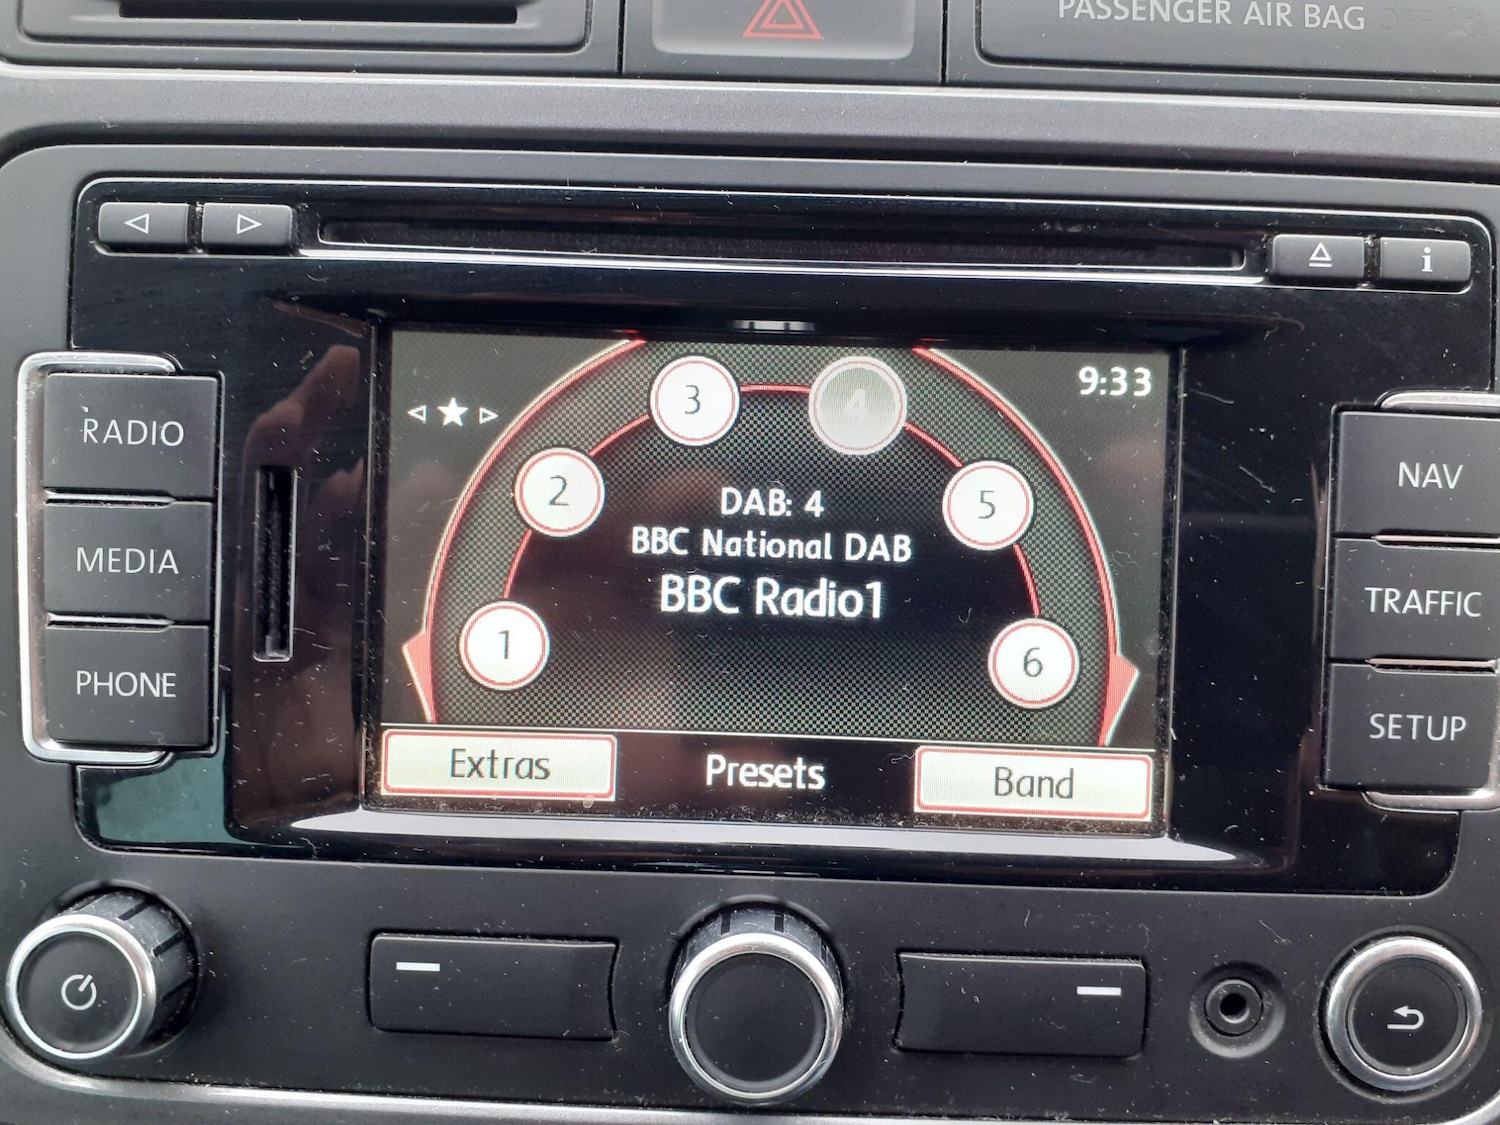 PASSENGER AIR BAG OFF
RADIO
MEDIA
PHONE
i
9:33
1
2
3
4
5
6
DAB: 4
BBC National DAB
BBC Radio1
Extras
Presets
Band
NAV
TRAFFIC
SETUP